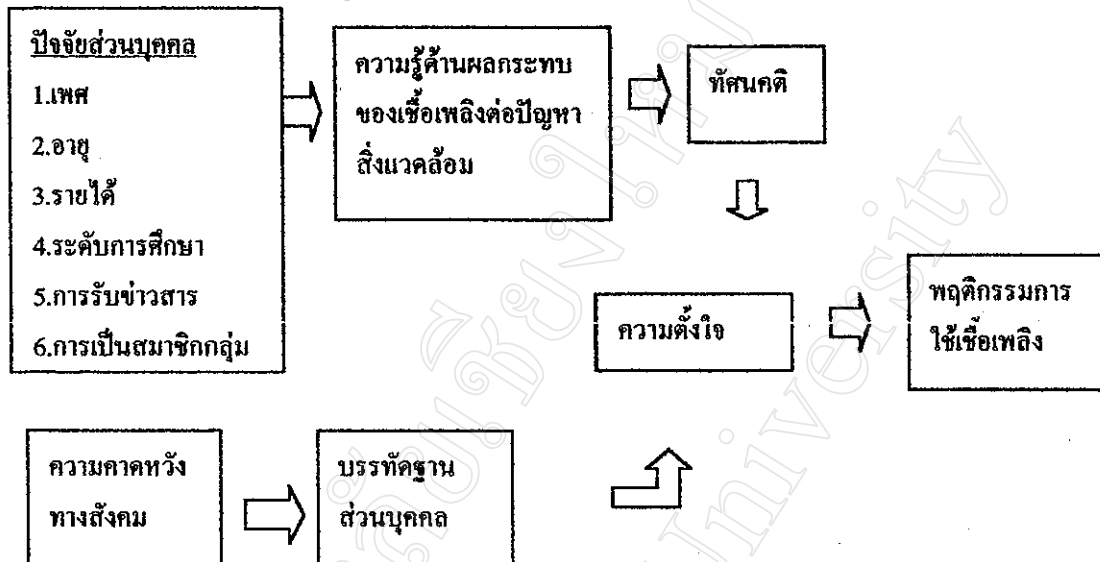 ปัจจัยส่วนบุคคล
1.เพศ
2.อายุ
3.รายได้
4.ระดับการศึกษา
5.การรับข่าวสาร
6.การเป็นสมาชิกกลุ่ม
ความรู้ด้านผลกระทบ
ของเชื้อเพลิงต่อปัญหา
สิ่งแวดล้อม
ทัศนคติ
ความตั้งใจ
พฤติกรรมการ
ใช้เชื้อเพลิง
ความคาดหวัง
ทางสังคม
บรรทัดฐาน
ส่วนบุคคล
University